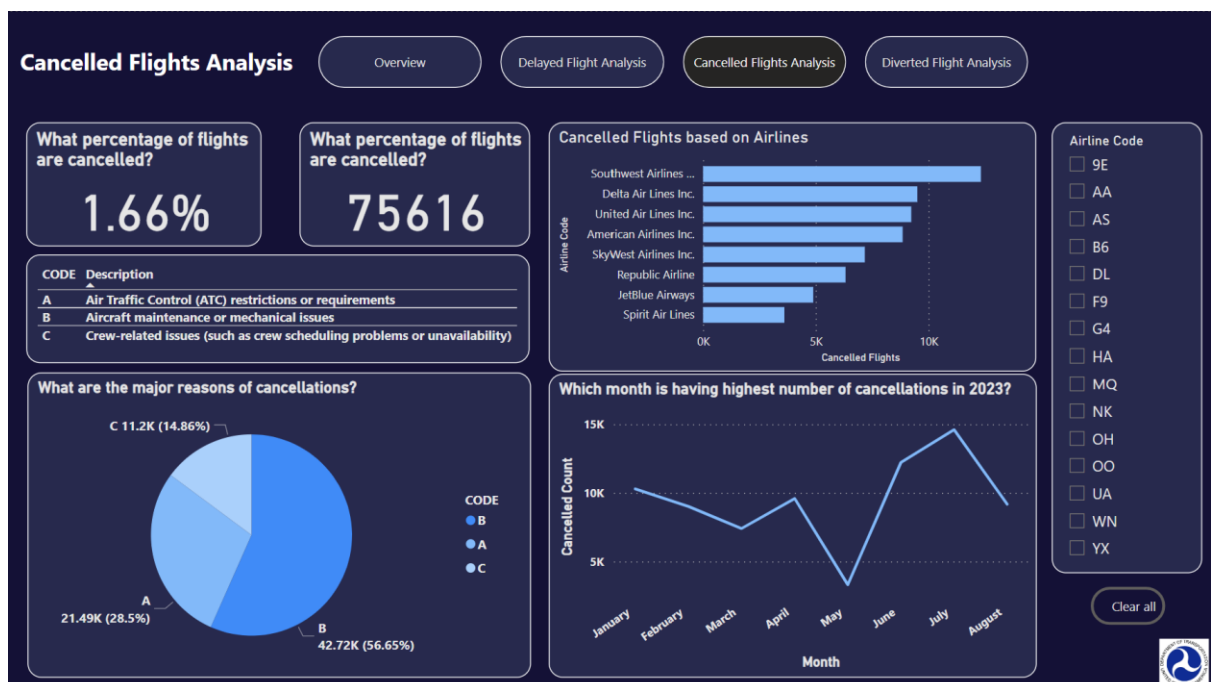 Cancelled Flights Analysis
Overview
Delayed Flight Analysis
Cancelled Flights Analysis
Diverted Flight Analysis
What percentage of flights
are cancelled?
1.66%
What percentage of flights
are cancelled?
75616
CODE Description
A Air Traffic Control (ATC) restrictions or requirements
B Aircraft maintenance or mechanical issues
C Crew-related issues (such as crew scheduling problems or unavailability)
What are the major reasons of cancellations?
C 11.2K (14.86%)
A
21.49K (28.5%)
B
42.72K (56.65%)
CODE
B
A
C
Cancelled Flights based on Airlines
Airline Code
Southwest Airlines ...
Delta Air Lines Inc.
United Air Lines Inc.
American Airlines Inc.
SkyWest Airlines Inc.
Republic Airline
JetBlue Airways
Spirit Air Lines
0K 5K 10K
Cancelled Flights
Which month is having highest number of cancellations in 2023?
Cancelled Count
15K
10K
5K
January February March April May June July August
Month
Airline Code
9E
AA
AS
B6
DL
F9
G4
HA
MQ
NK
OH
OO
UA
WN
YX
Clear all